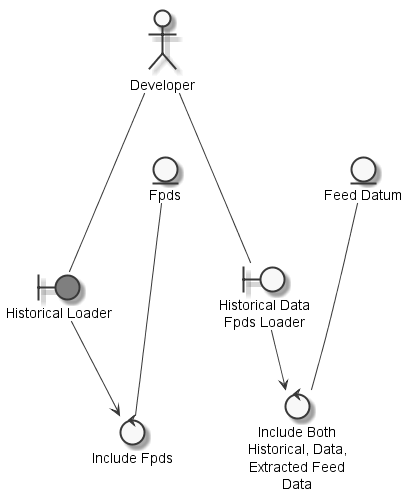 Developer
Fpds
Feed Datum
Historical Loader
Historical Data
Fpds Loader
Include Fpds
Include Both
Historical, Data,
Extracted Feed
Data